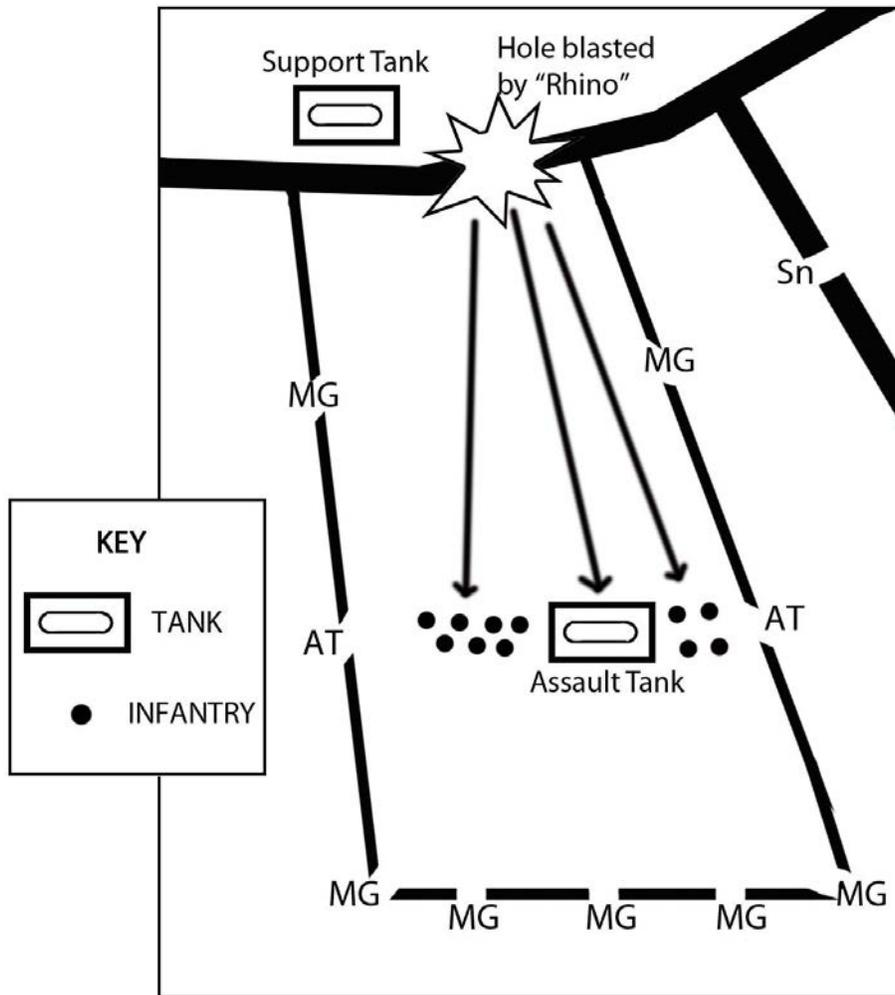 Support Tank
Hole blasted
by “Rhino”
Sn
MG
MG
KEY
TANK
INFANTRY
AT
AT
Assault Tank
MG
MG
MG
MG
MG